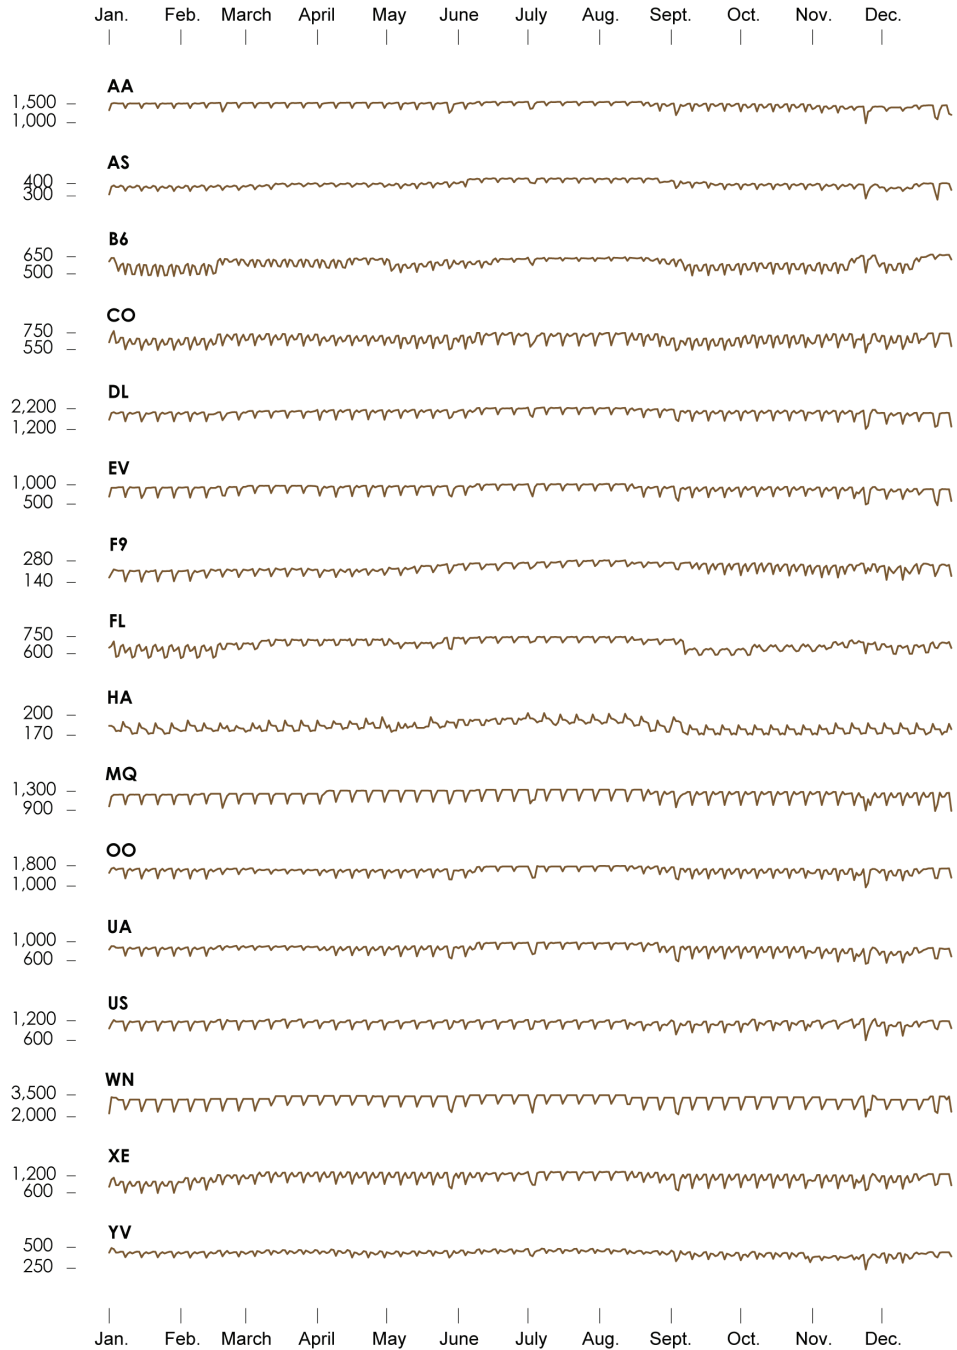 Jan. Feb. March April May June July Aug. Sept. Oct. Nov. Dec.
AA
1,500
1,000
AS
400
300
B6
650
500
CO
750
550
DL
2,200
1,200
EV
1,000
500
F9
280
140
FL
750
600
HA
200
170
MQ
1,300
900
OO
1,800
1,000
UA
1,000
600
US
1,200
600
WN
3,500
2,000
XE
1,200
600
YV
500
250
Jan. Feb. March April May June July Aug. Sept. Oct. Nov. Dec.